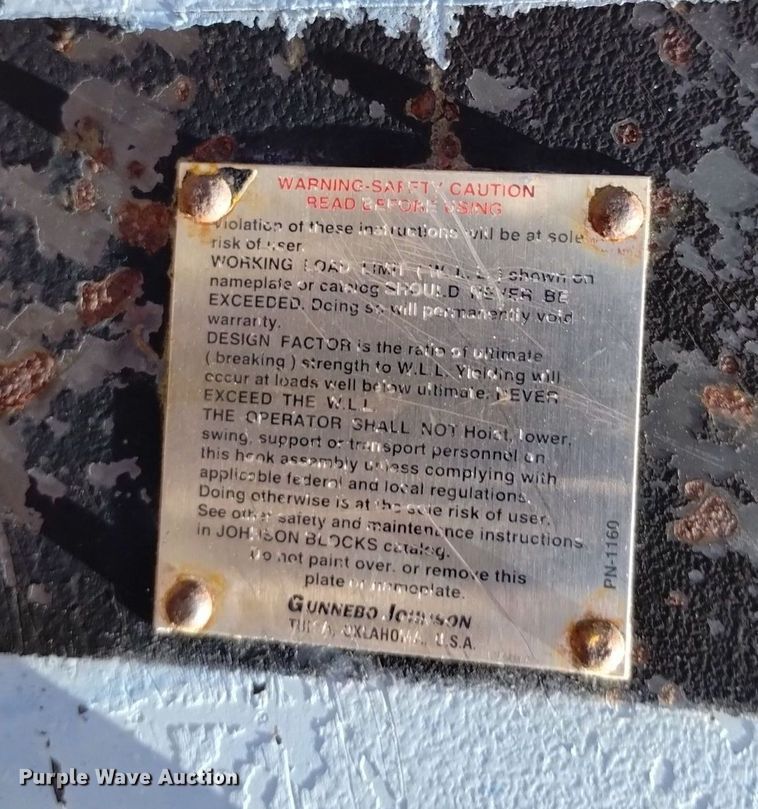 WARNING-SAFETY CAUTION
READ BEFORE USING
Violation of these instructions will be at sole
risk of user.
WORKING LOAD LIMIT ( W.L.L. ) shown on
nameplate or catalog SHOULD NEVER BE
EXCEEDED. Doing so will permanently void
warranty.
DESIGN FACTOR is the ratio of ultimate
( breaking ) strength to W.L.L. Yielding will
occur at loads well below ultimate. NEVER
EXCEED THE W.L.L.
THE OPERATOR SHALL NOT Hoist, lower,
swing, support or transport personnel on
this hook assembly unless complying with
applicable federal and local regulations.
Doing otherwise is at the sole risk of user.
See other safety and maintenance instructions
in JOHNSON BLOCKS catalog.
Do not paint over, or remove this
plate or nameplate.
GUNNEBO JOHNSON
TULSA, OKLAHOMA, U.S.A.
PN-1160
Purple Wave Auction